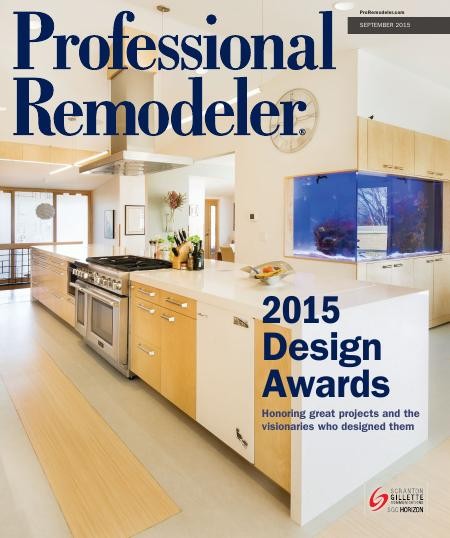 Professional
Remodeler®
ProRemodeler.com
SEPTEMBER 2015
2015
Design
Awards
Honoring great projects and the
visionaries who designed them
SCRANTON
GILLETTE
COMMUNICATIONS
SGC HORIZON